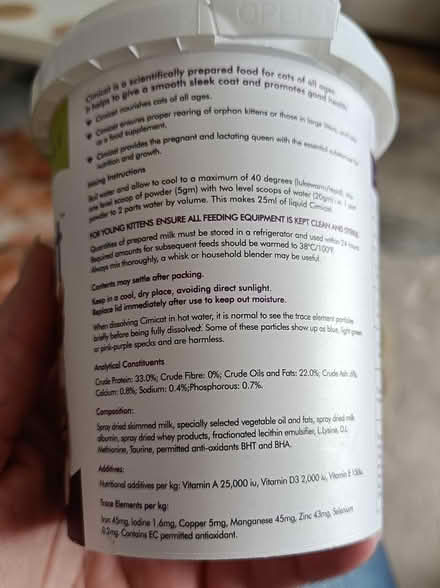 OPEN
Cimicat is a scientifically prepared food for cats of all ages.
It helps to give a smooth sleek coat and promotes good health.
Cimicat nourishes cats of all ages.
Cimicat ensures proper rearing of orphan kittens or those in large litters, and also
as a food supplement.
Cimicat provides the pregnant and lactating queen with the essential
nutrition and growth.
Mixing Instructions
Boil water and allow to cool to a maximum of 40 degrees (lukewarm/tepid). Mix
one level scoop of powder (5gm) with two level scoops of water (20gm) i.e. 1 part
powder to 2 parts water by volume. This makes 25ml of liquid Cimicat.
FOR YOUNG KITTENS ENSURE ALL FEEDING EQUIPMENT IS KEPT CLEAN AND STERILE
Quantities of prepared milk must be stored in a refrigerator and used within 24 hours
Required amounts for subsequent feeds should be warmed to 38°C/100°F.
Always mix thoroughly, a whisk or household blender may be useful.
Contents may settle after packing.
Keep in a cool, dry place, avoiding direct sunlight.
Replace lid immediately after use to keep out moisture.
When dissolving Cimicat in hot water, it is normal to see the trace element particles
briefly before being fully dissolved. Some of these particles show up as blue, light green
or pink-purple specks and are harmless.
Analytical Constituents
Crude Protein: 33.0%; Crude Fibre: 0%; Crude Oils and Fats: 22.0%; Crude Ash:
Calcium: 0.8%; Sodium: 0.4%;Phosphorous: 0.7%.
Composition:
Spray dried skimmed milk, specially selected vegetable oil and fats, spray dried milk
albumin, spray dried whey products, fractionated lecithin emulsifier, L.Lysine, D.L
Methionine, Taurine, permitted anti-oxidants BHT and BHA.
Additives:
Nutritional additives per kg: Vitamin A 25,000 iu, Vitamin D3 2,000 iu, Vitamin E
Trace Elements per kg:
Iron 45mg, Iodine 1.6mg, Copper 5mg, Manganese 45mg, Zinc 43mg, Selenium
0.2mg. Contains EC permitted antioxidant.